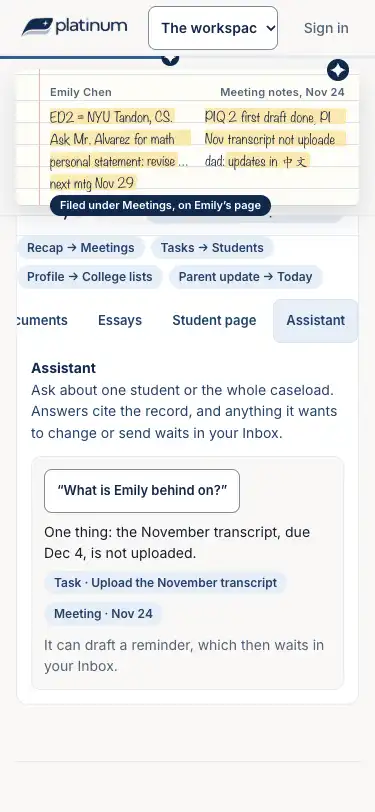 platinum
The workspac
Sign in
Emily Chen
Meeting notes, Nov 24
ED2 = NYU Tandon, CS.
Ask Mr. Alvarez for math
personal statement: revise ...
next mtg Nov 29
PIQ 2 first draft done, PI
Nov transcript not uploade
dad: updates in 中文
Filed under Meetings, on Emily's page
Recap → Meetings
Tasks → Students
Profile → College lists
Parent update → Today
cuments
Essays
Student page
Assistant
Assistant
Ask about one student or the whole caseload.
Answers cite the record, and anything it wants
to change or send waits in your Inbox.
“What is Emily behind on?”
One thing: the November transcript, due
Dec 4, is not uploaded.
Task · Upload the November transcript
Meeting · Nov 24
It can draft a reminder, which then waits in
your Inbox.